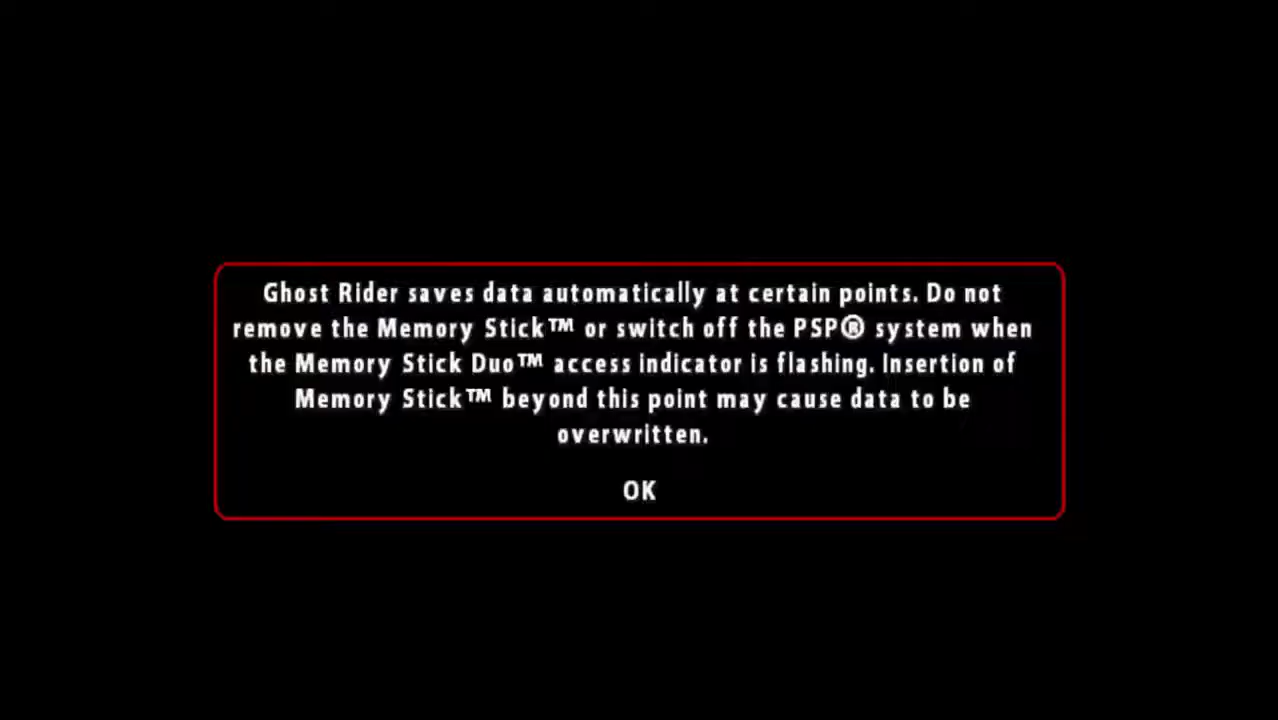 Ghost Rider saves data automatically at certain points. Do not
remove the Memory Stick™ or switch off the PSP® system when
the Memory Stick Duo™ access indicator is flashing. Insertion of
Memory Stick™ beyond this point may cause data to be
overwritten.
OK